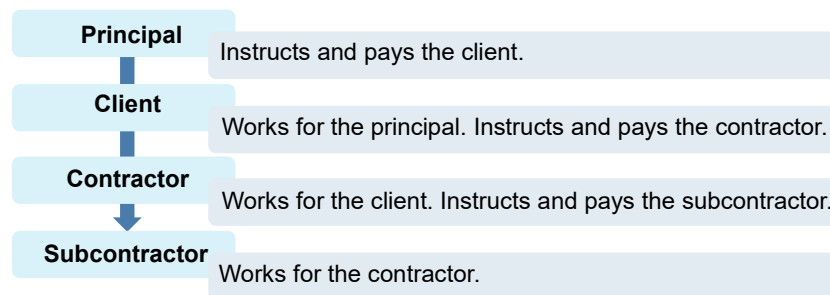 Principal
Instructs and pays the client.
Client
Works for the principal. Instructs and pays the contractor.
Contractor
Works for the client. Instructs and pays the subcontractor.
Subcontractor
Works for the contractor.